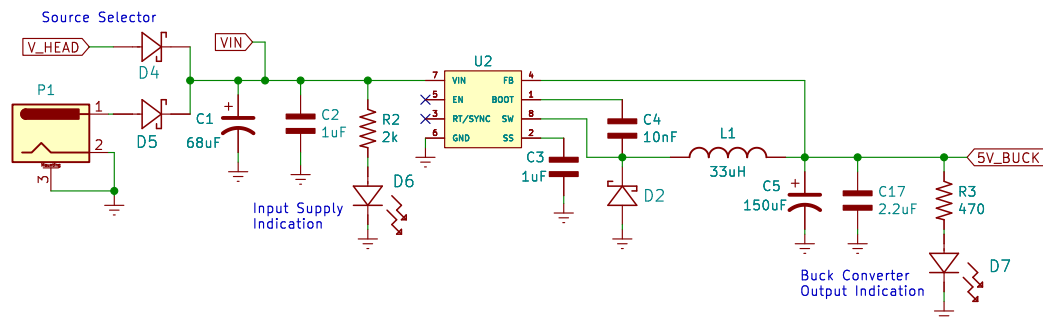 Source Selector
V_HEAD
D4
VIN
P1
1
2
3
D5
C1
68uF
C2
1uF
R2
2k
D6
Input Supply
Indication
U2
7
VIN
FB
4
5
EN
BOOT
1
3
RT/SYNC
SW
8
6
GND
SS
2
C3
1uF
C4
10nF
D2
L1
33uH
5V_BUCK
C5
150uF
C17
2.2uF
R3
470
D7
Buck Converter
Output Indication